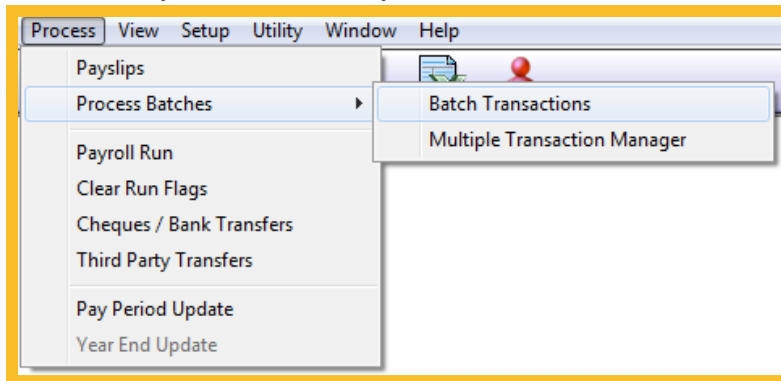 Process View Setup Utility Window Help
Payslips
Process Batches
Batch Transactions
Multiple Transaction Manager
Payroll Run
Clear Run Flags
Cheques / Bank Transfers
Third Party Transfers
Pay Period Update
Year End Update